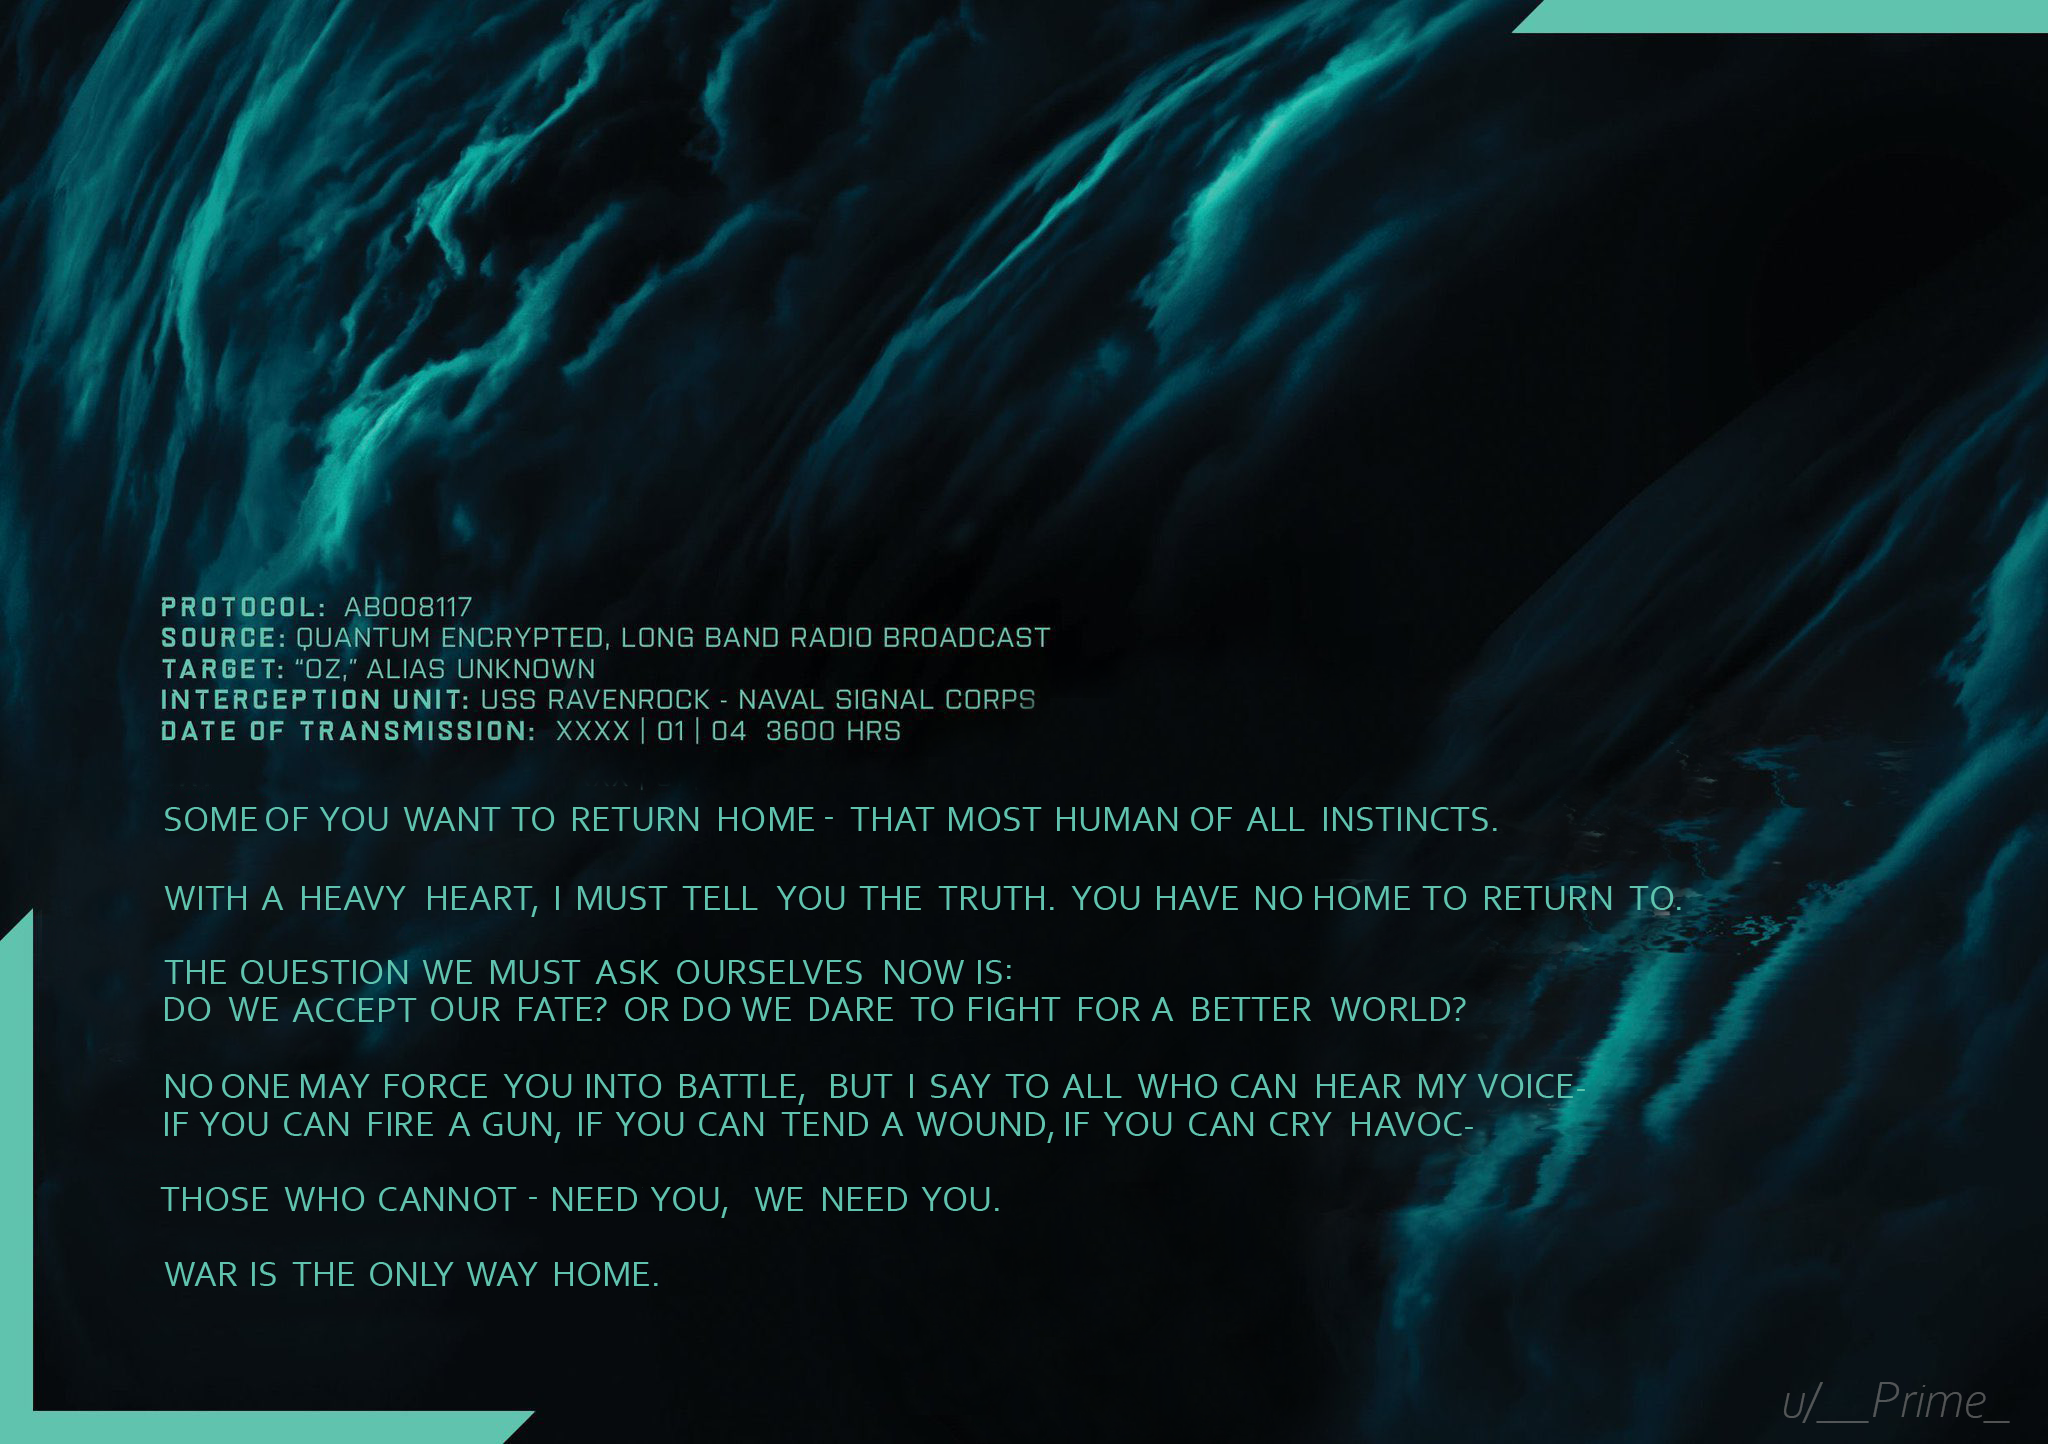 PROTOCOL: AB008117
SOURCE: QUANTUM ENCRYPTED, LONG BAND RADIO BROADCAST
TARGET: “OZ,” ALIAS UNKNOWN
INTERCEPTION UNIT: USS RAVENROCK - NAVAL SIGNAL CORPS
DATE OF TRANSMISSION: XXXX | 01 | 04 3600 HRS
SOME OF YOU WANT TO RETURN HOME - THAT MOST HUMAN OF ALL INSTINCTS.
WITH A HEAVY HEART, I MUST TELL YOU THE TRUTH. YOU HAVE NO HOME TO RETURN TO.
THE QUESTION WE MUST ASK OURSELVES NOW IS:
DO WE ACCEPT OUR FATE? OR DO WE DARE TO FIGHT FOR A BETTER WORLD?
NO ONE MAY FORCE YOU INTO BATTLE, BUT I SAY TO ALL WHO CAN HEAR MY VOICE-
IF YOU CAN FIRE A GUN, IF YOU CAN TEND A WOUND, IF YOU CAN CRY HAVOC-
THOSE WHO CANNOT - NEED YOU, WE NEED YOU.
WAR IS THE ONLY WAY HOME.
u/__Prime_